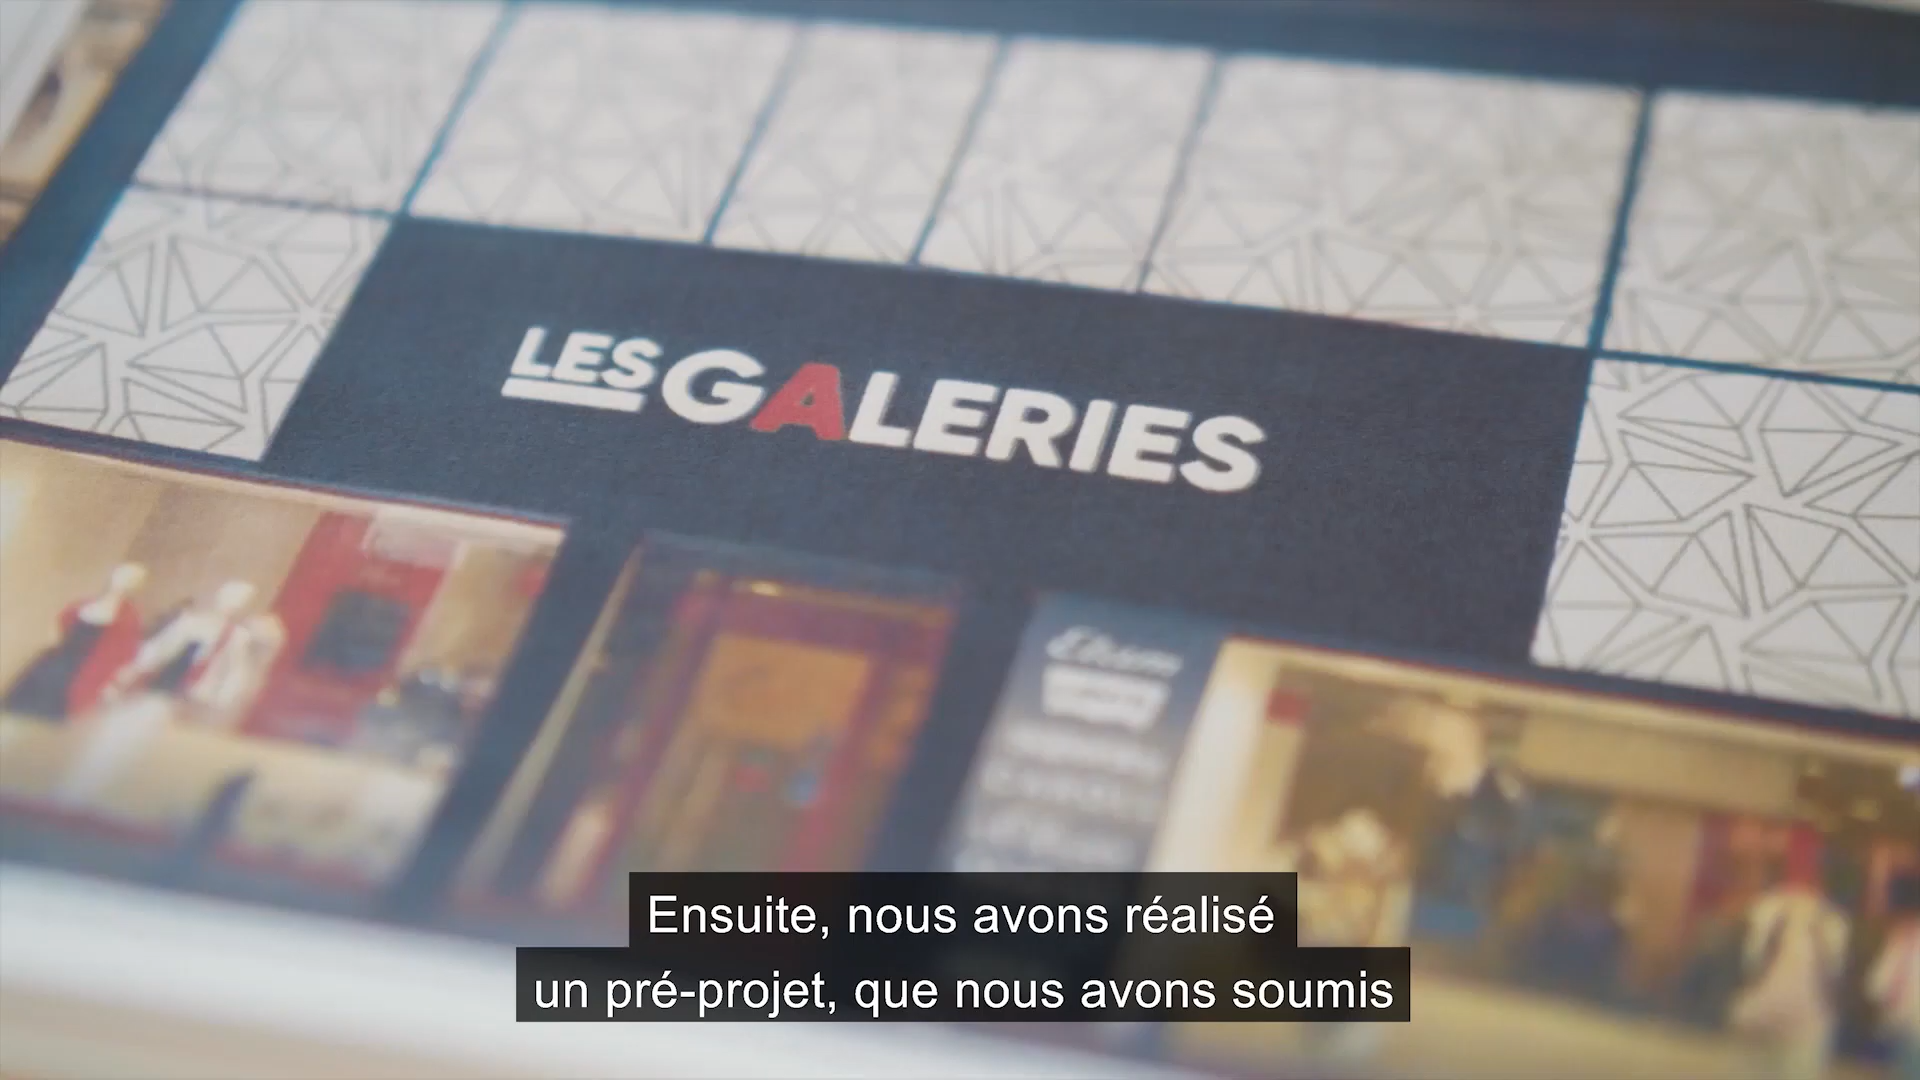 LES GALERIES
Ensuite, nous avons réalisé
un pré-projet, que nous avons soumis